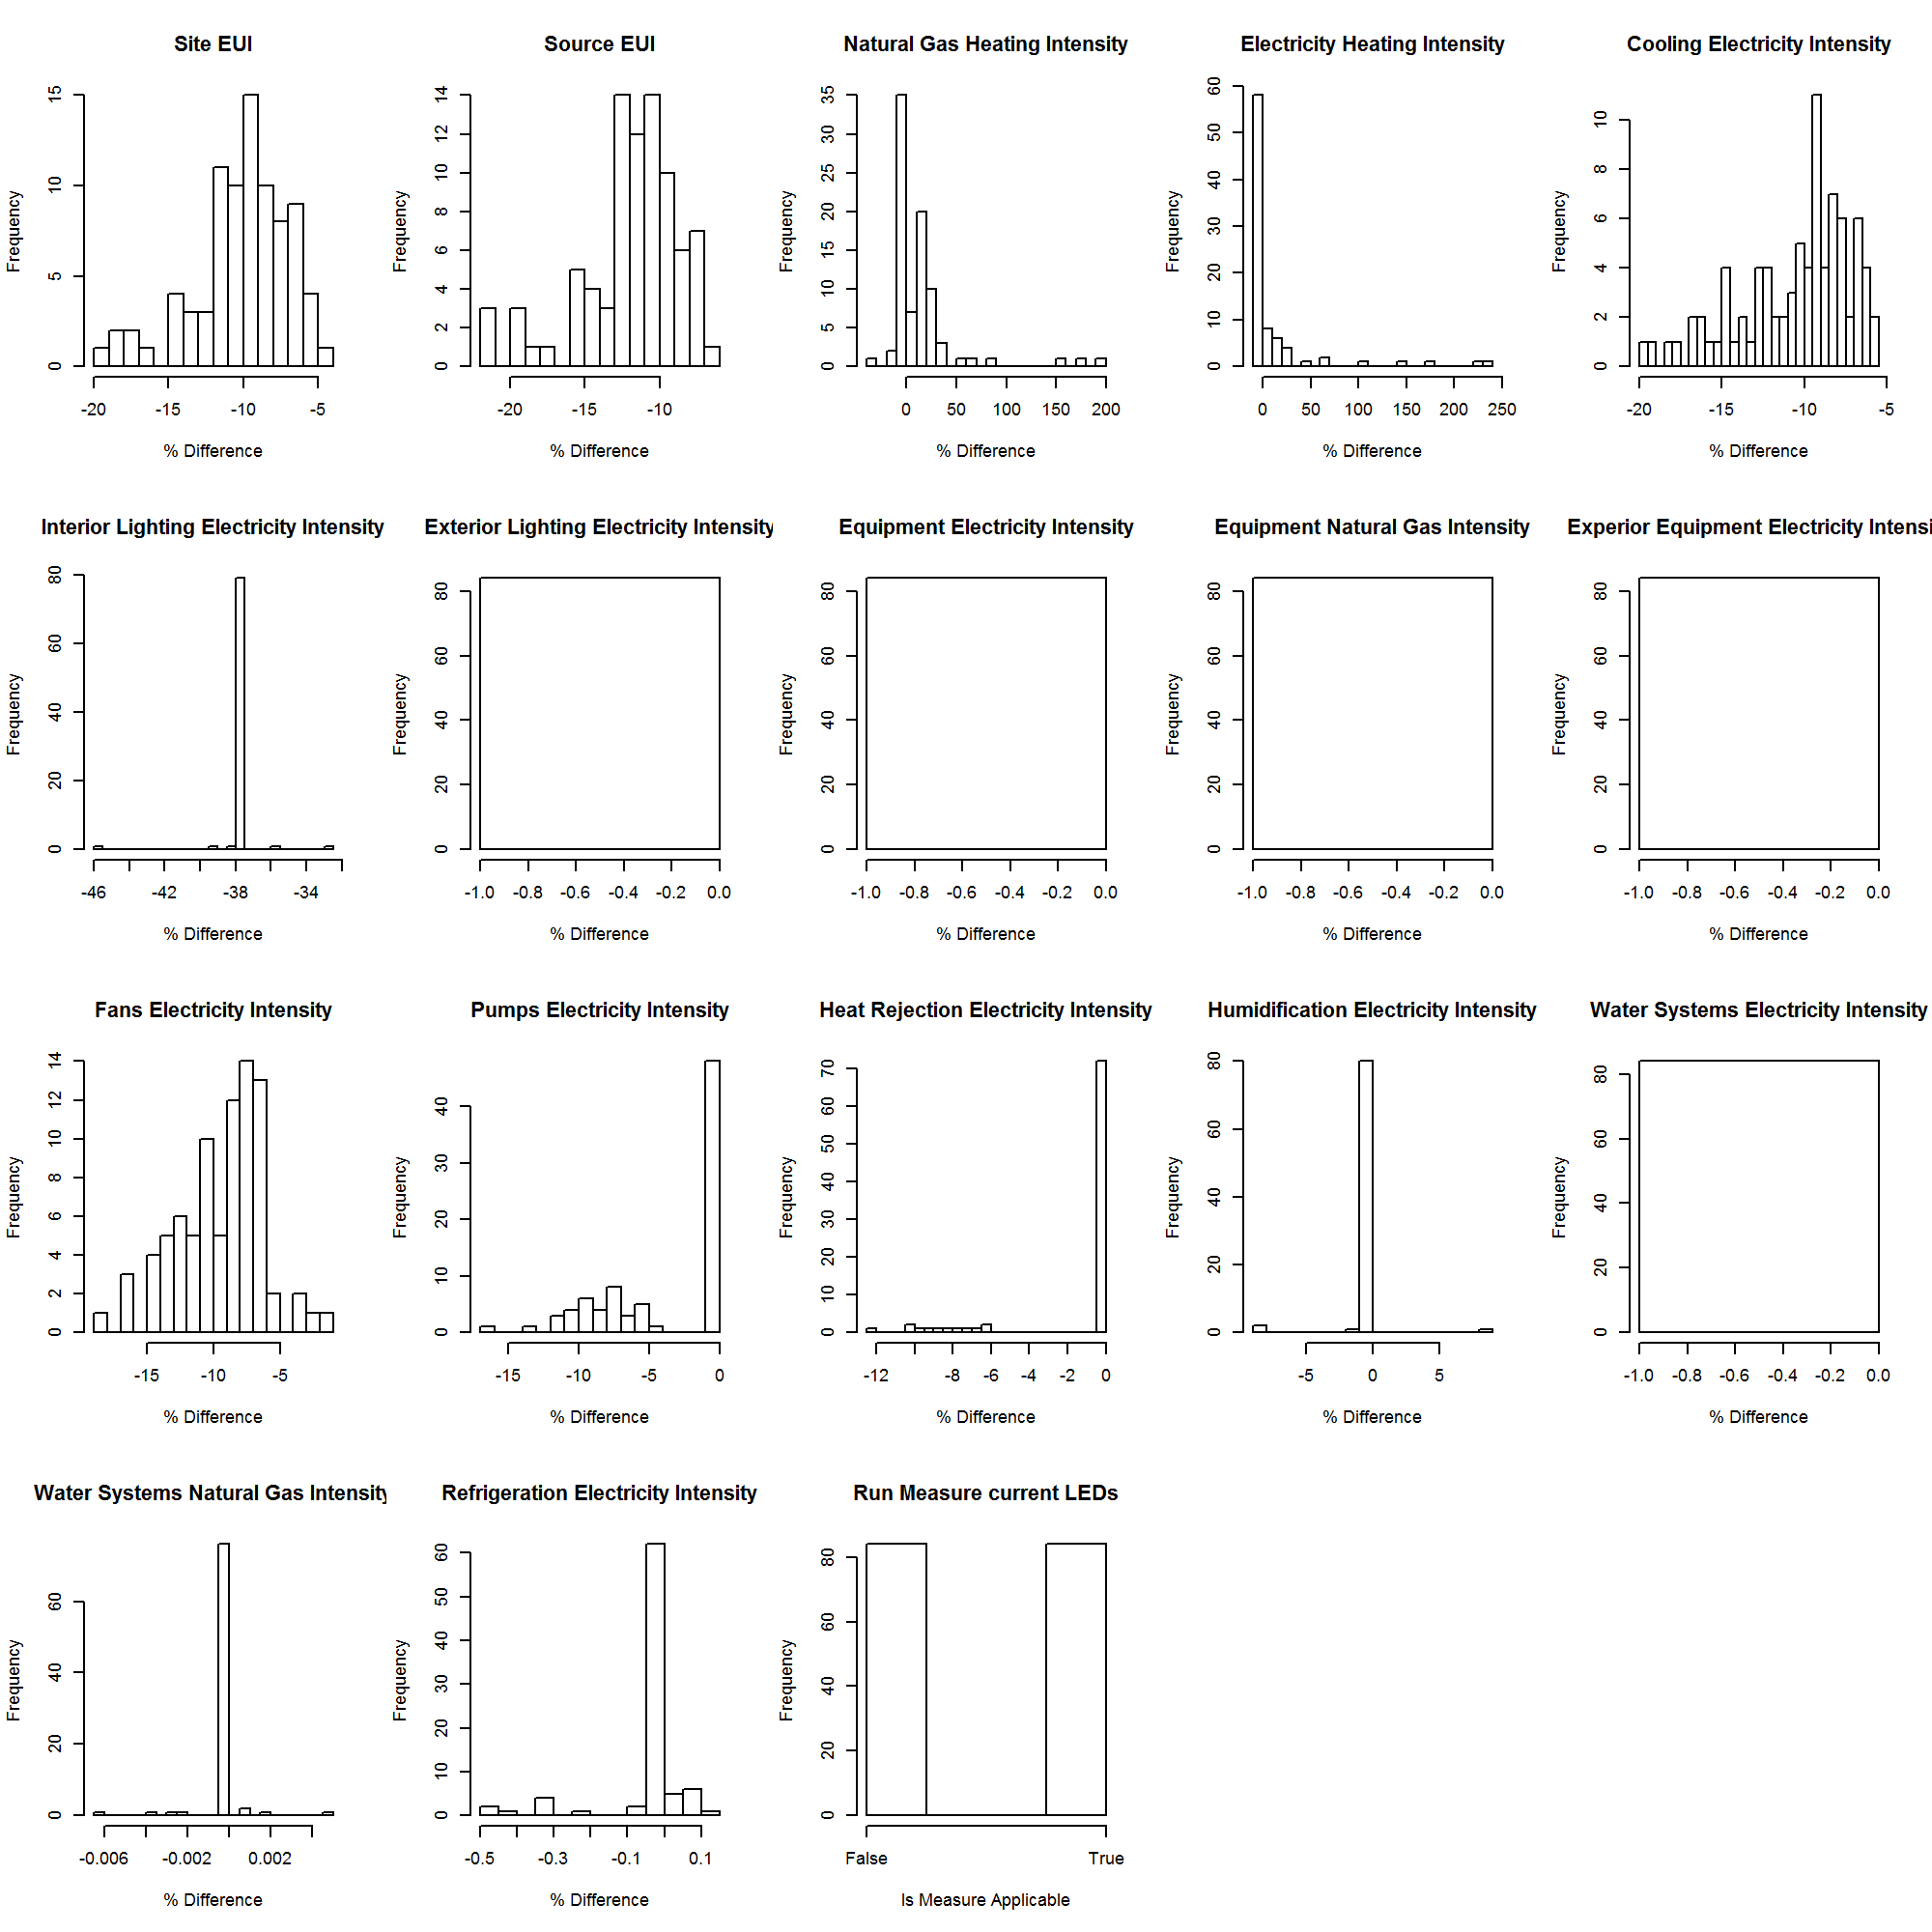 Site EUI
Frequency
0 5 10 15
-20 -15 -10 -5
% Difference
Source EUI
Frequency
0 2 4 6 8 10 12 14
-20 -15 -10
% Difference
Natural Gas Heating Intensity
Frequency
0 5 10 15 20 25 30 35
0 50 100 150 200
% Difference
Electricity Heating Intensity
Frequency
0 10 20 30 40 50 60
0 50 100 150 200 250
% Difference
Cooling Electricity Intensity
Frequency
0 2 4 6 8 10
-20 -15 -10 -5
% Difference
Interior Lighting Electricity Intensity
Frequency
0 20 40 60 80
-46 -42 -38 -34
% Difference
Exterior Lighting Electricity Intensity
Frequency
0 20 40 60 80
-1.0 -0.8 -0.6 -0.4 -0.2 0.0
% Difference
Equipment Electricity Intensity
Frequency
0 20 40 60 80
-1.0 -0.8 -0.6 -0.4 -0.2 0.0
% Difference
Equipment Natural Gas Intensity
Frequency
0 20 40 60 80
-1.0 -0.8 -0.6 -0.4 -0.2 0.0
% Difference
Experior Equipment Electricity Intensi
Frequency
0 20 40 60 80
-1.0 -0.8 -0.6 -0.4 -0.2 0.0
% Difference
Fans Electricity Intensity
Frequency
0 2 4 6 8 10 12 14
-15 -10 -5
% Difference
Pumps Electricity Intensity
Frequency
0 10 20 30 40
-15 -10 -5 0
% Difference
Heat Rejection Electricity Intensity
Frequency
0 10 20 30 40 50 60 70
-12 -8 -6 -4 -2 0
% Difference
Humidification Electricity Intensity
Frequency
0 20 40 60 80
-5 0 5
% Difference
Water Systems Electricity Intensity
Frequency
0 20 40 60 80
-1.0 -0.8 -0.6 -0.4 -0.2 0.0
% Difference
Water Systems Natural Gas Intensity
Frequency
0 20 40 60
-0.006 -0.002 0.002
% Difference
Refrigeration Electricity Intensity
Frequency
0 10 20 30 40 50 60
-0.5 -0.3 -0.1 0.1
% Difference
Run Measure current LEDs
Frequency
0 20 40 60 80
False True
Is Measure Applicable